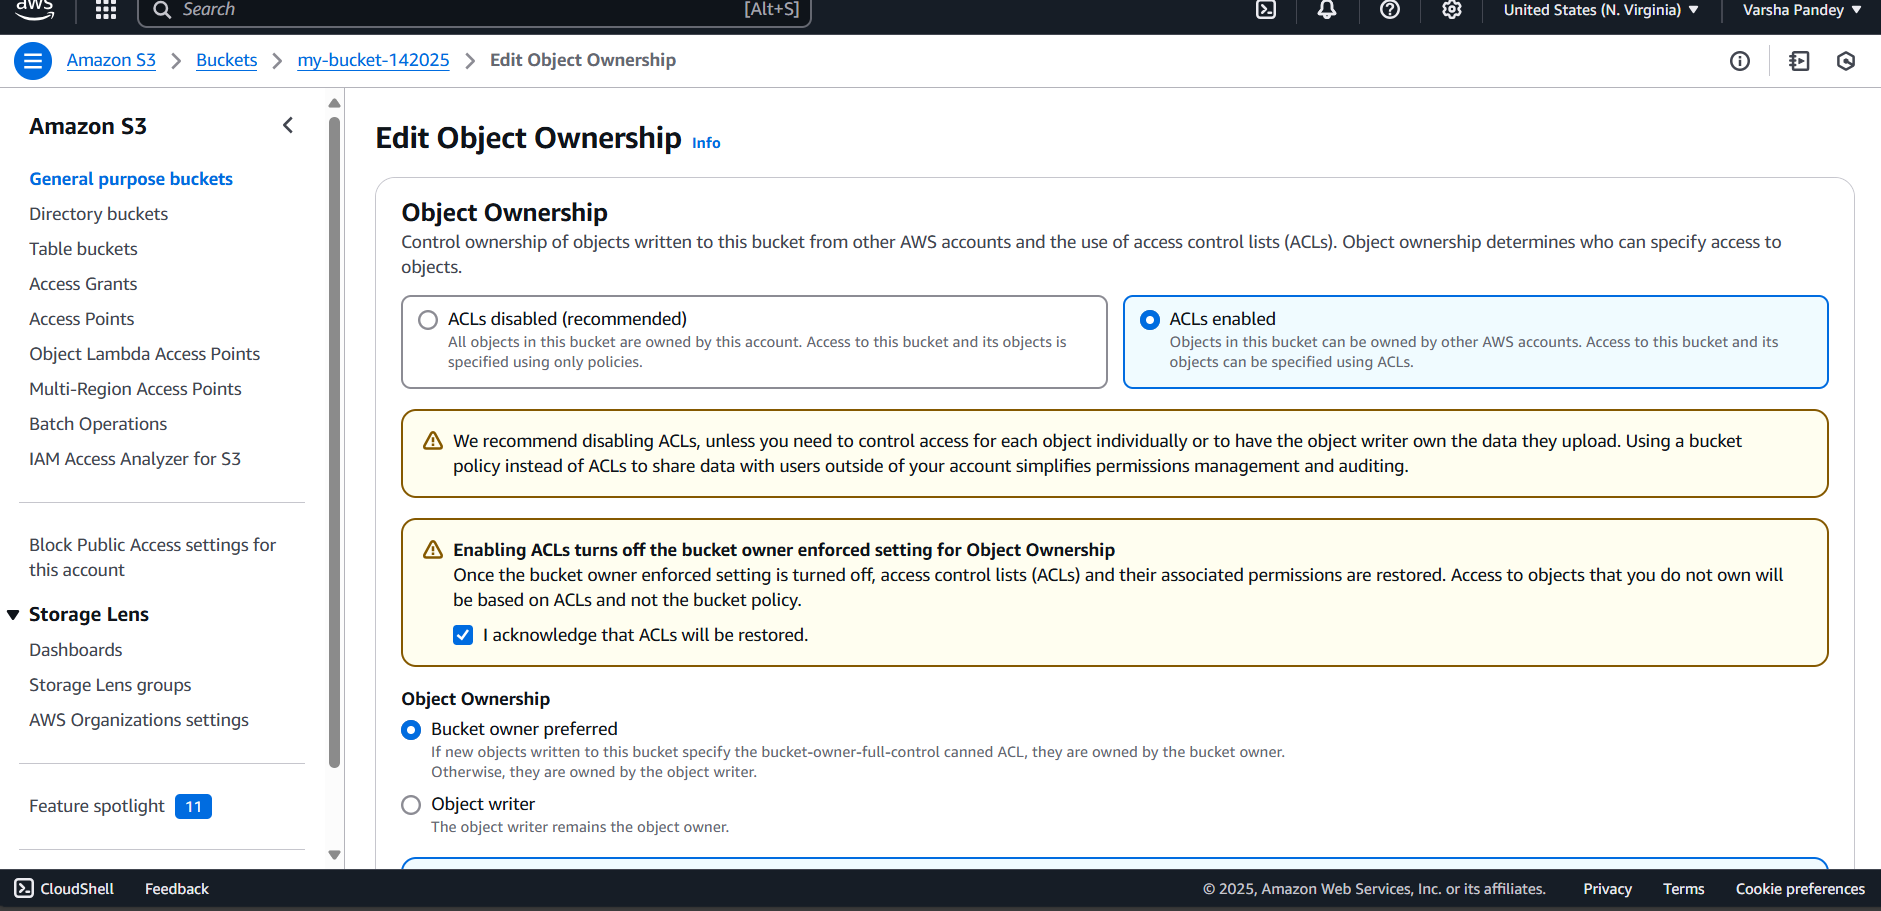 aws
Search
[Alt+S]
United States (N. Virginia)
Varsha Pandey
Amazon S3
Buckets
my-bucket-142025
Edit Object Ownership
Amazon S3
General purpose buckets
Directory buckets
Table buckets
Access Grants
Access Points
Object Lambda Access Points
Multi-Region Access Points
Batch Operations
IAM Access Analyzer for S3
Block Public Access settings for
this account
Storage Lens
Dashboards
Storage Lens groups
AWS Organizations settings
Feature spotlight 11
Edit Object Ownership Info
Object Ownership
Control ownership of objects written to this bucket from other AWS accounts and the use of access control lists (ACLs). Object ownership determines who can specify access to
objects.
ACLs disabled (recommended)
All objects in this bucket are owned by this account. Access to this bucket and its objects is
specified using only policies.
ACLs enabled
Objects in this bucket can be owned by other AWS accounts. Access to this bucket and its
objects can be specified using ACLs.
We recommend disabling ACLs, unless you need to control access for each object individually or to have the object writer own the data they upload. Using a bucket
policy instead of ACLs to share data with users outside of your account simplifies permissions management and auditing.
Enabling ACLs turns off the bucket owner enforced setting for Object Ownership
Once the bucket owner enforced setting is turned off, access control lists (ACLs) and their associated permissions are restored. Access to objects that you do not own will
be based on ACLs and not the bucket policy.
I acknowledge that ACLs will be restored.
Object Ownership
Bucket owner preferred
If new objects written to this bucket specify the bucket-owner-full-control canned ACL, they are owned by the bucket owner.
Otherwise, they are owned by the object writer.
Object writer
The object writer remains the object owner.
CloudShell
Feedback
© 2025, Amazon Web Services, Inc. or its affiliates.
Privacy
Terms
Cookie preferences